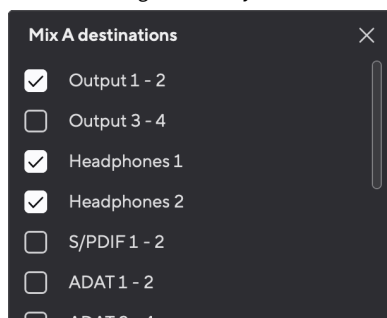 Mix A destinations
Output 1 - 2
Output 3 - 4
Headphones 1
Headphones 2
S/PDIF 1 - 2
ADAT 1 - 2